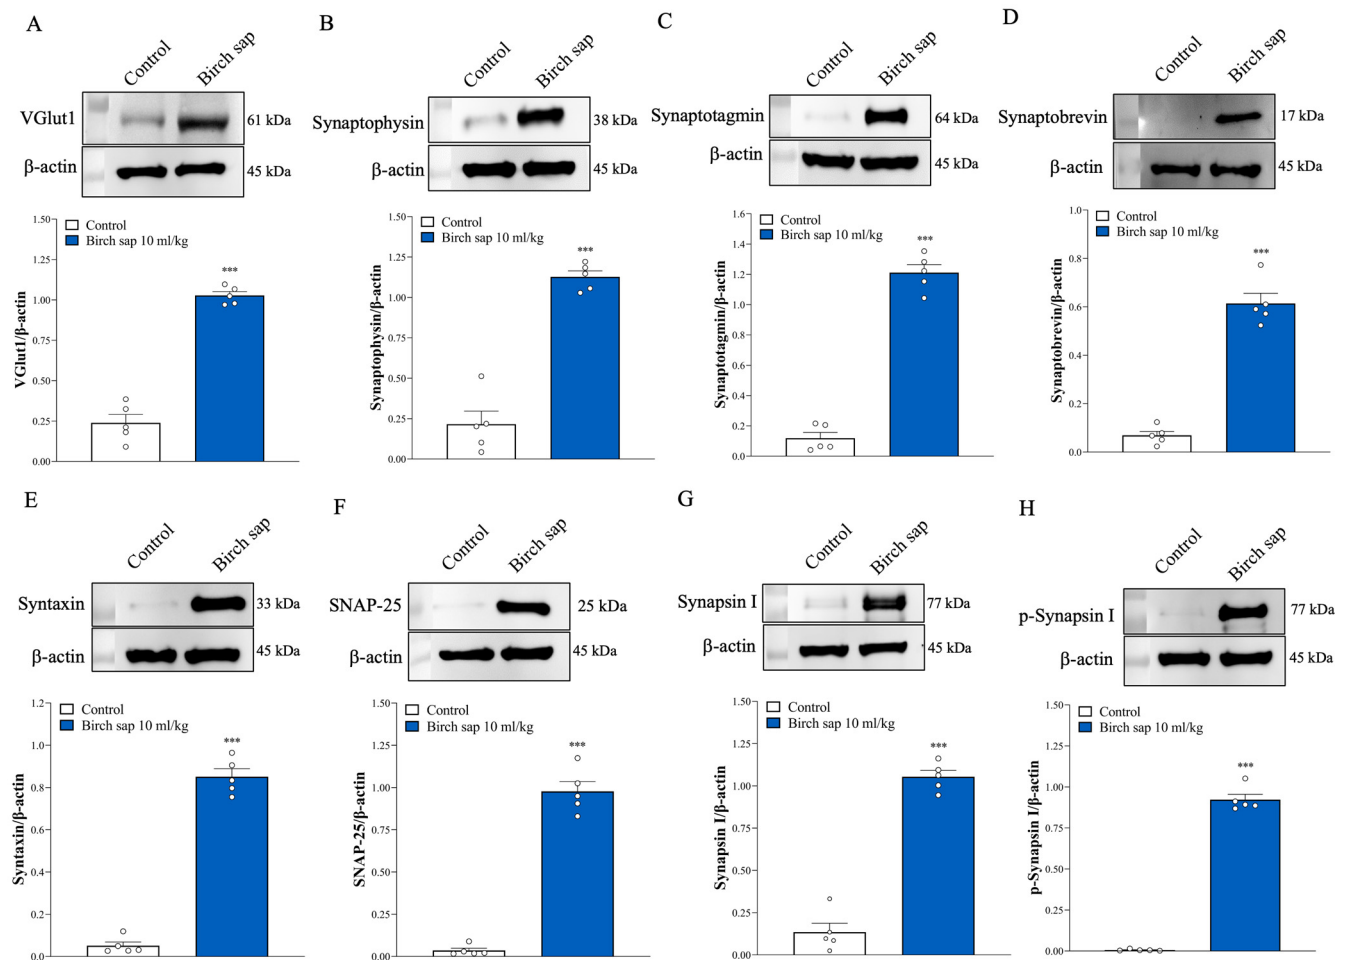 A
Control
Birch sap
VGlut1
61 kDa
β-actin
45 kDa
Control
Birch sap 10 ml/kg
VGlut1/β-actin
1.50
1.25
1.00
0.75
0.50
0.25
0.00
***
B
Control
Birch sap
Synaptophysin
38 kDa
β-actin
45 kDa
Control
Birch sap 10 ml/kg
Synaptophysin/β-actin
1.50
1.25
1.00
0.75
0.50
0.25
0.00
***
C
Control
Birch sap
Synaptotagmin
64 kDa
β-actin
45 kDa
Control
Birch sap 10 ml/kg
Synaptotagmin/β-actin
1.6
1.4
1.2
1.0
0.8
0.6
0.4
0.2
0.0
***
D
Control
Birch sap
Synaptobrevin
17 kDa
β-actin
45 kDa
Control
Birch sap 10 ml/kg
Synaptobrevin/β-actin
1.0
0.8
0.6
0.4
0.2
0.0
***
E
Control
Birch sap
Syntaxin
33 kDa
β-actin
45 kDa
Control
Birch sap 10 ml/kg
Syntaxin/β-actin
1.2
1.0
0.8
0.6
0.4
0.2
0.0
***
F
Control
Birch sap
SNAP-25
25 kDa
β-actin
45 kDa
Control
Birch sap 10 ml/kg
SNAP-25/β-actin
1.50
1.25
1.00
0.75
0.50
0.25
0.00
***
G
Control
Birch sap
Synapsin I
77 kDa
β-actin
45 kDa
Control
Birch sap 10 ml/kg
Synapsin I/β-actin
1.50
1.25
1.00
0.75
0.50
0.25
0.00
***
H
Control
Birch sap
p-Synapsin I
77 kDa
β-actin
45 kDa
Control
Birch sap 10 ml/kg
p-Synapsin I/β-actin
1.50
1.25
1.00
0.75
0.50
0.25
0.00
***